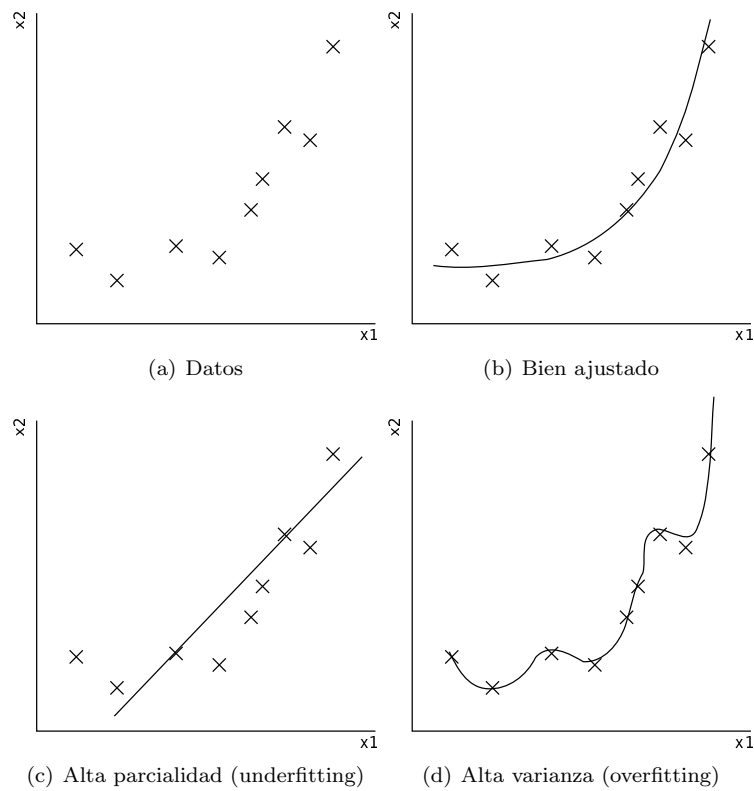 x2
x1
(a) Datos
x2
x1
(b) Bien ajustado
x2
x1
(c) Alta parcialidad (underfitting)
x2
x1
(d) Alta varianza (overfitting)